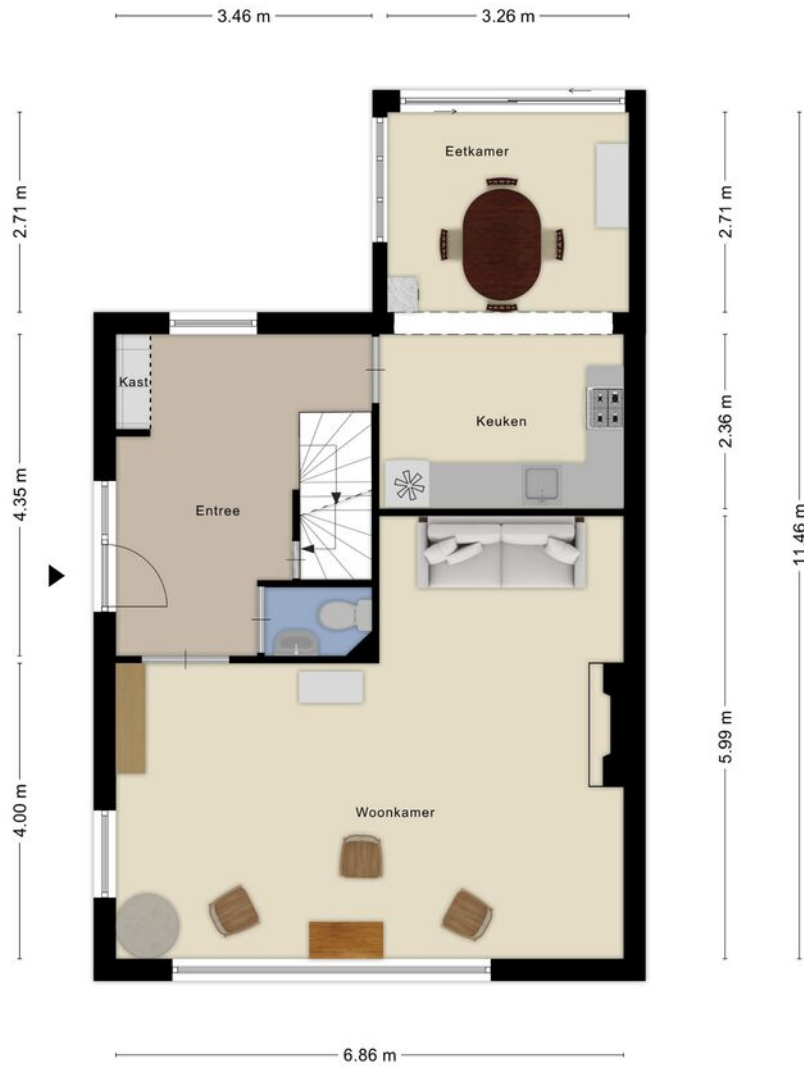 3.46 m
3.26 m
2.71 m
Eetkamer
2.71 m
Kast
Keuken
2.36 m
4.35 m
Entree
11.46 m
5.99 m
4.00 m
Woonkamer
6.86 m